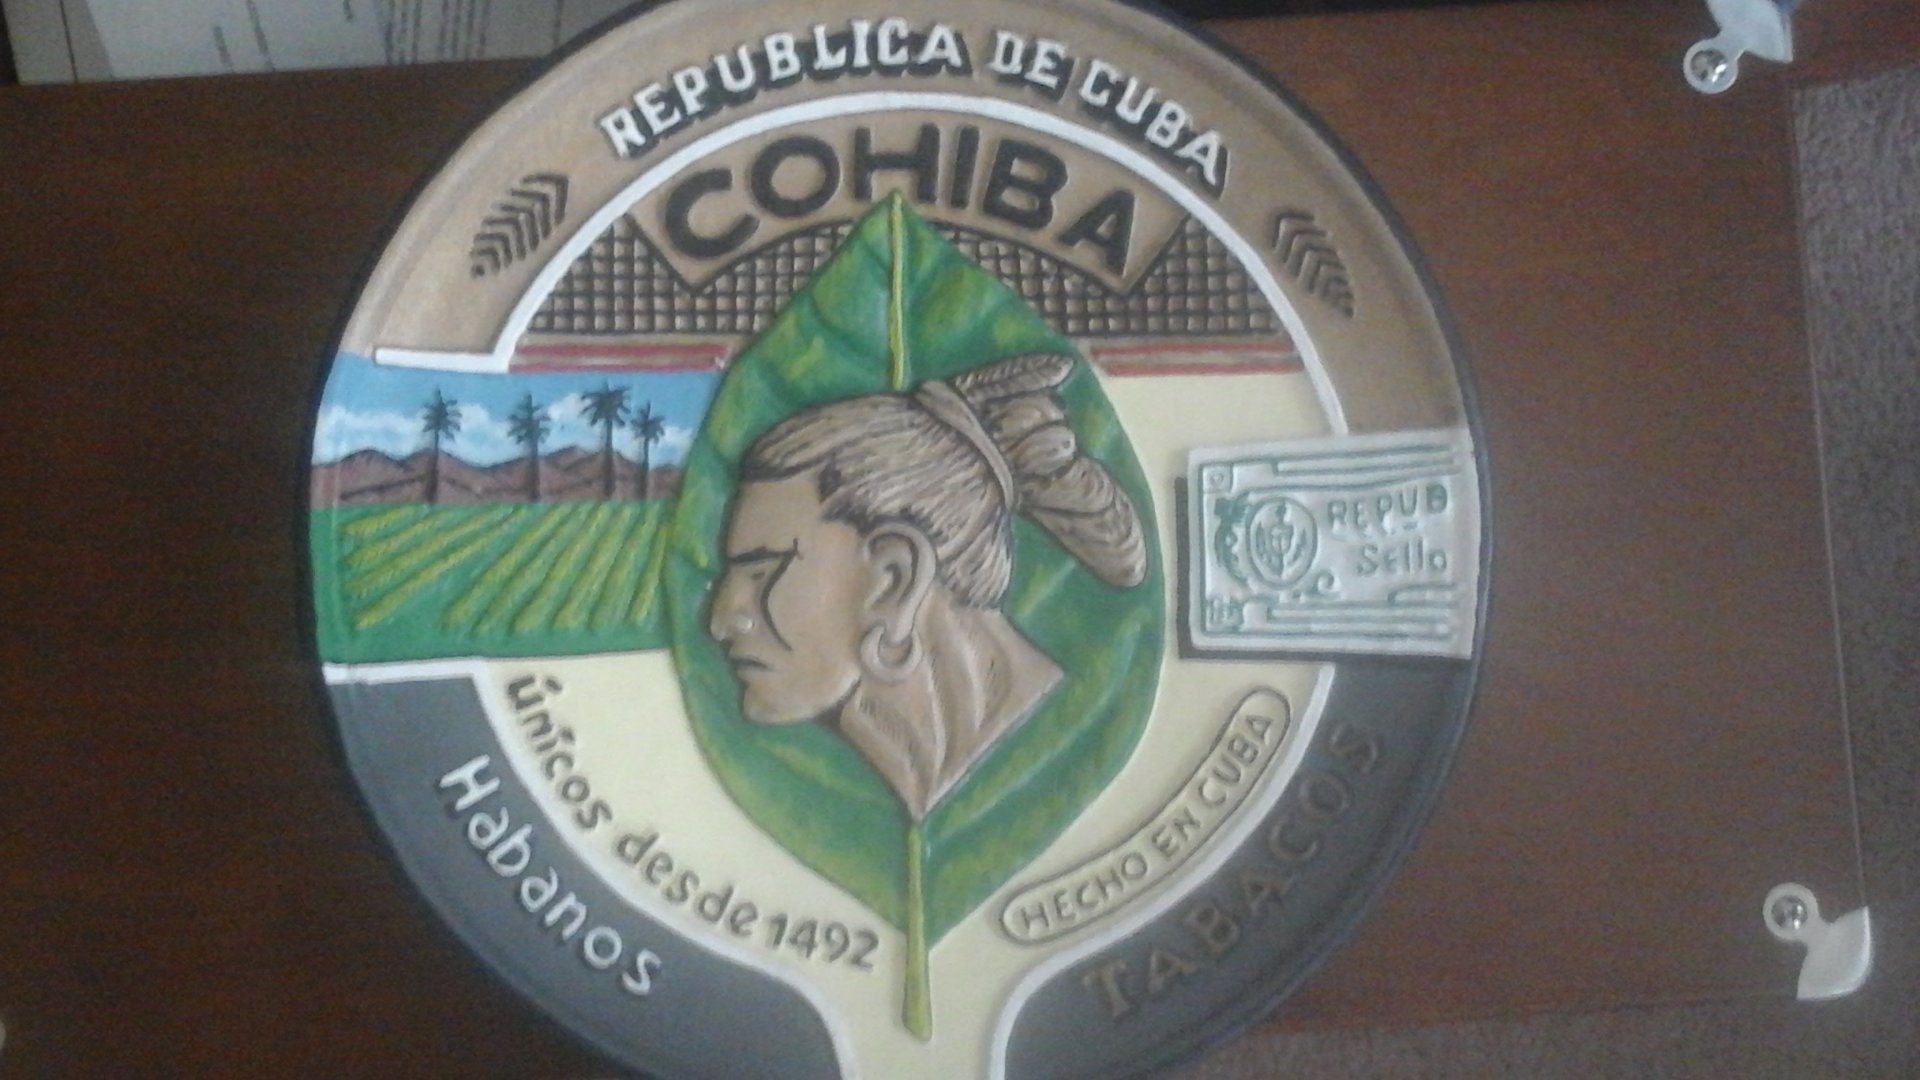 REPUBLICA DE CUBA
COHIBA
REPUB
Sello
únicos desde 1492
HECHO EN CUBA
Habanos
TABACOS